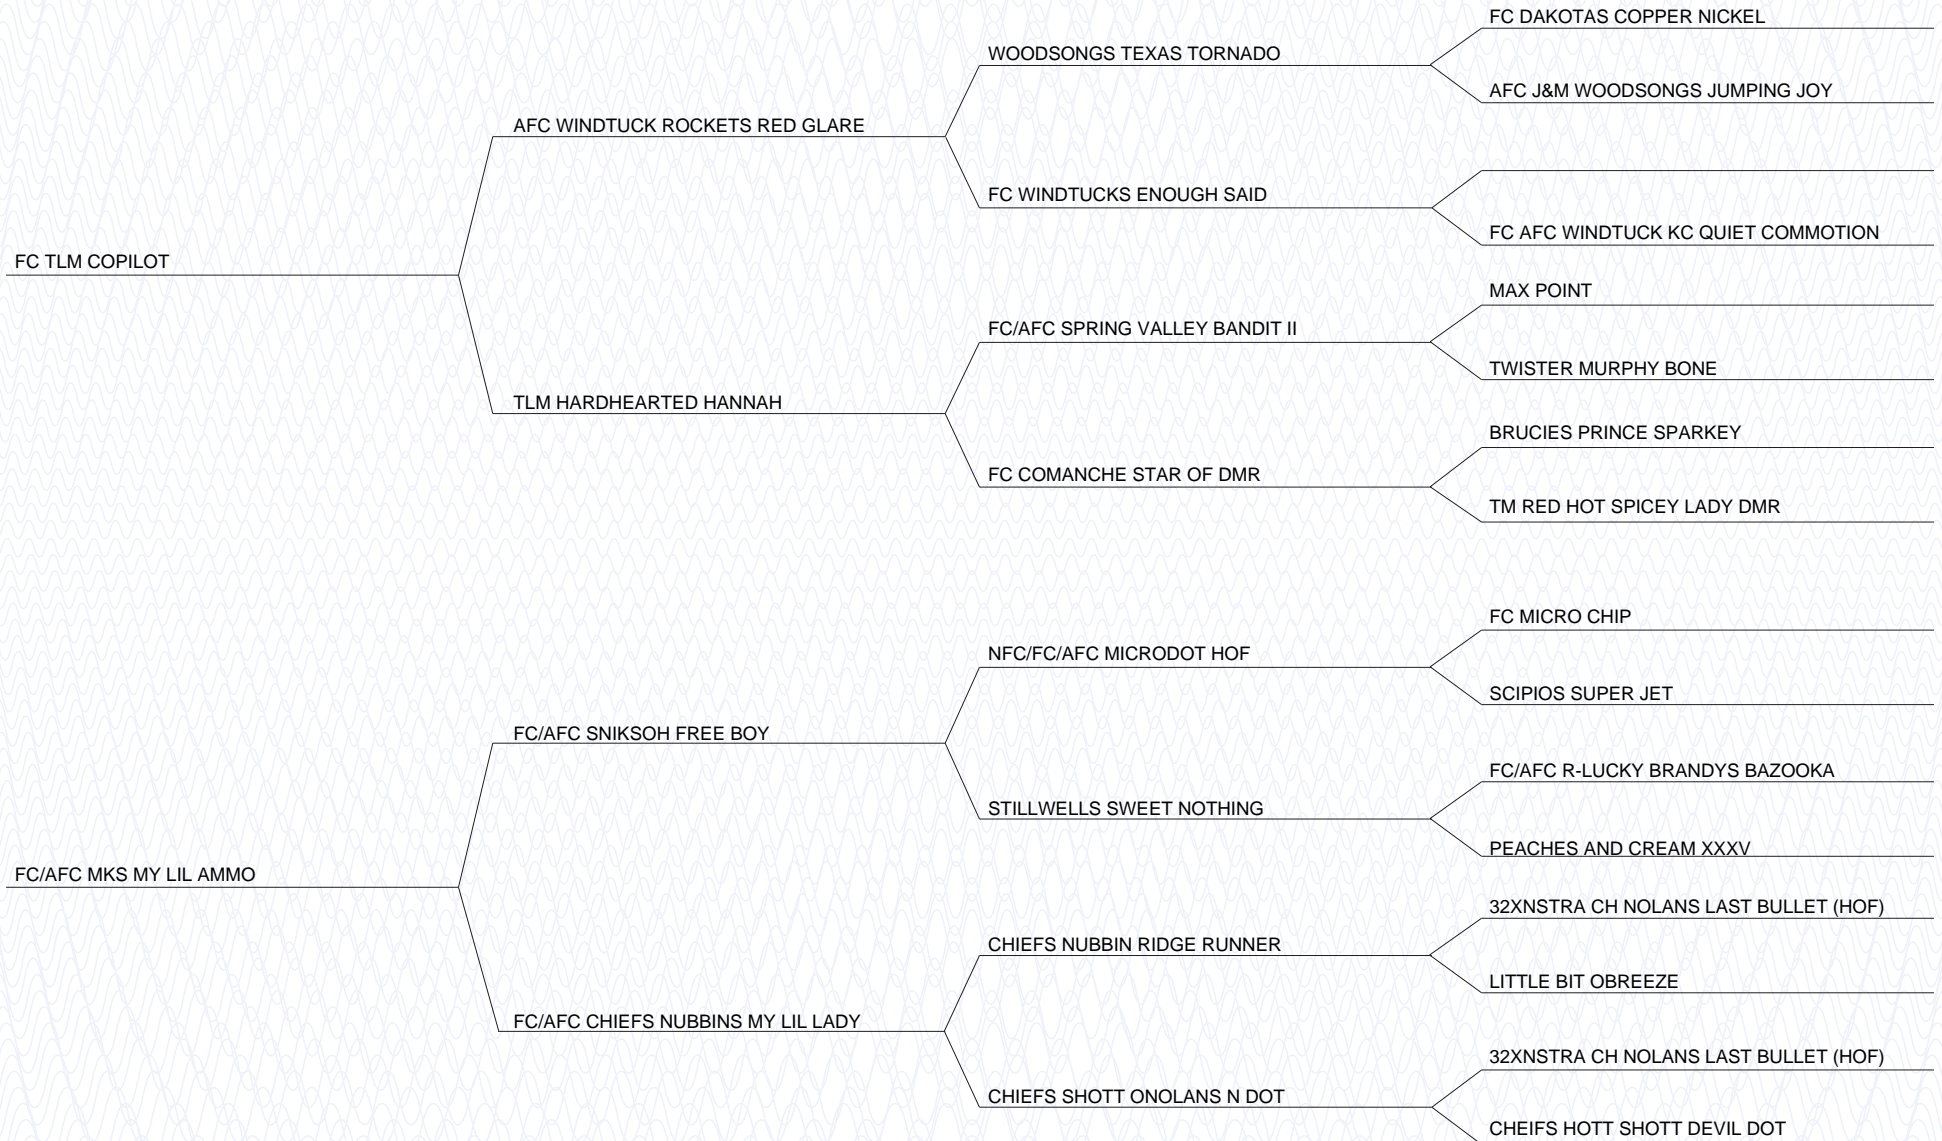 FC DAKOTAS COPPER NICKEL
WOODSONGS TEXAS TORNADO
AFC J&M WOODSONGS JUMPING JOY
AFC WINDTUCK ROCKETS RED GLARE
FC WINDTUCKS ENOUGH SAID
FC AFC WINDTUCK KC QUIET COMMOTION
FC TLM COPILOT
MAX POINT
FC/AFC SPRING VALLEY BANDIT II
TWISTER MURPHY BONE
TLM HARDHEARTED HANNAH
BRUCIES PRINCE SPARKEY
FC COMANCHE STAR OF DMR
TM RED HOT SPICEY LADY DMR
FC MICRO CHIP
NFC/FC/AFC MICRODOT HOF
SCIPIOS SUPER JET
FC/AFC SNIKSOH FREE BOY
FC/AFC R-LUCKY BRANDYS BAZOOKA
STILLWELLS SWEET NOTHING
PEACHES AND CREAM XXXV
FC/AFC MKS MY LIL AMMO
32XNSTRA CH NOLANS LAST BULLET (HOF)
CHIEFS NUBBIN RIDGE RUNNER
LITTLE BIT OBREEZE
FC/AFC CHIEFS NUBBINS MY LIL LADY
32XNSTRA CH NOLANS LAST BULLET (HOF)
CHIEFS SHOTT ONOLANS N DOT
CHEIFS HOTT SHOTT DEVIL DOT